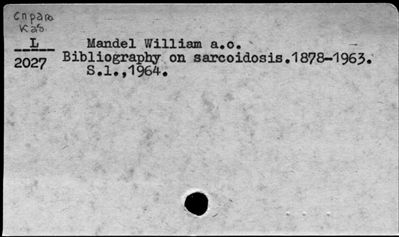 справ
каб
L
2027
Mandel William a.o.
Bibliography on sarcoidosis.1878-1963.
S.l.,1964.